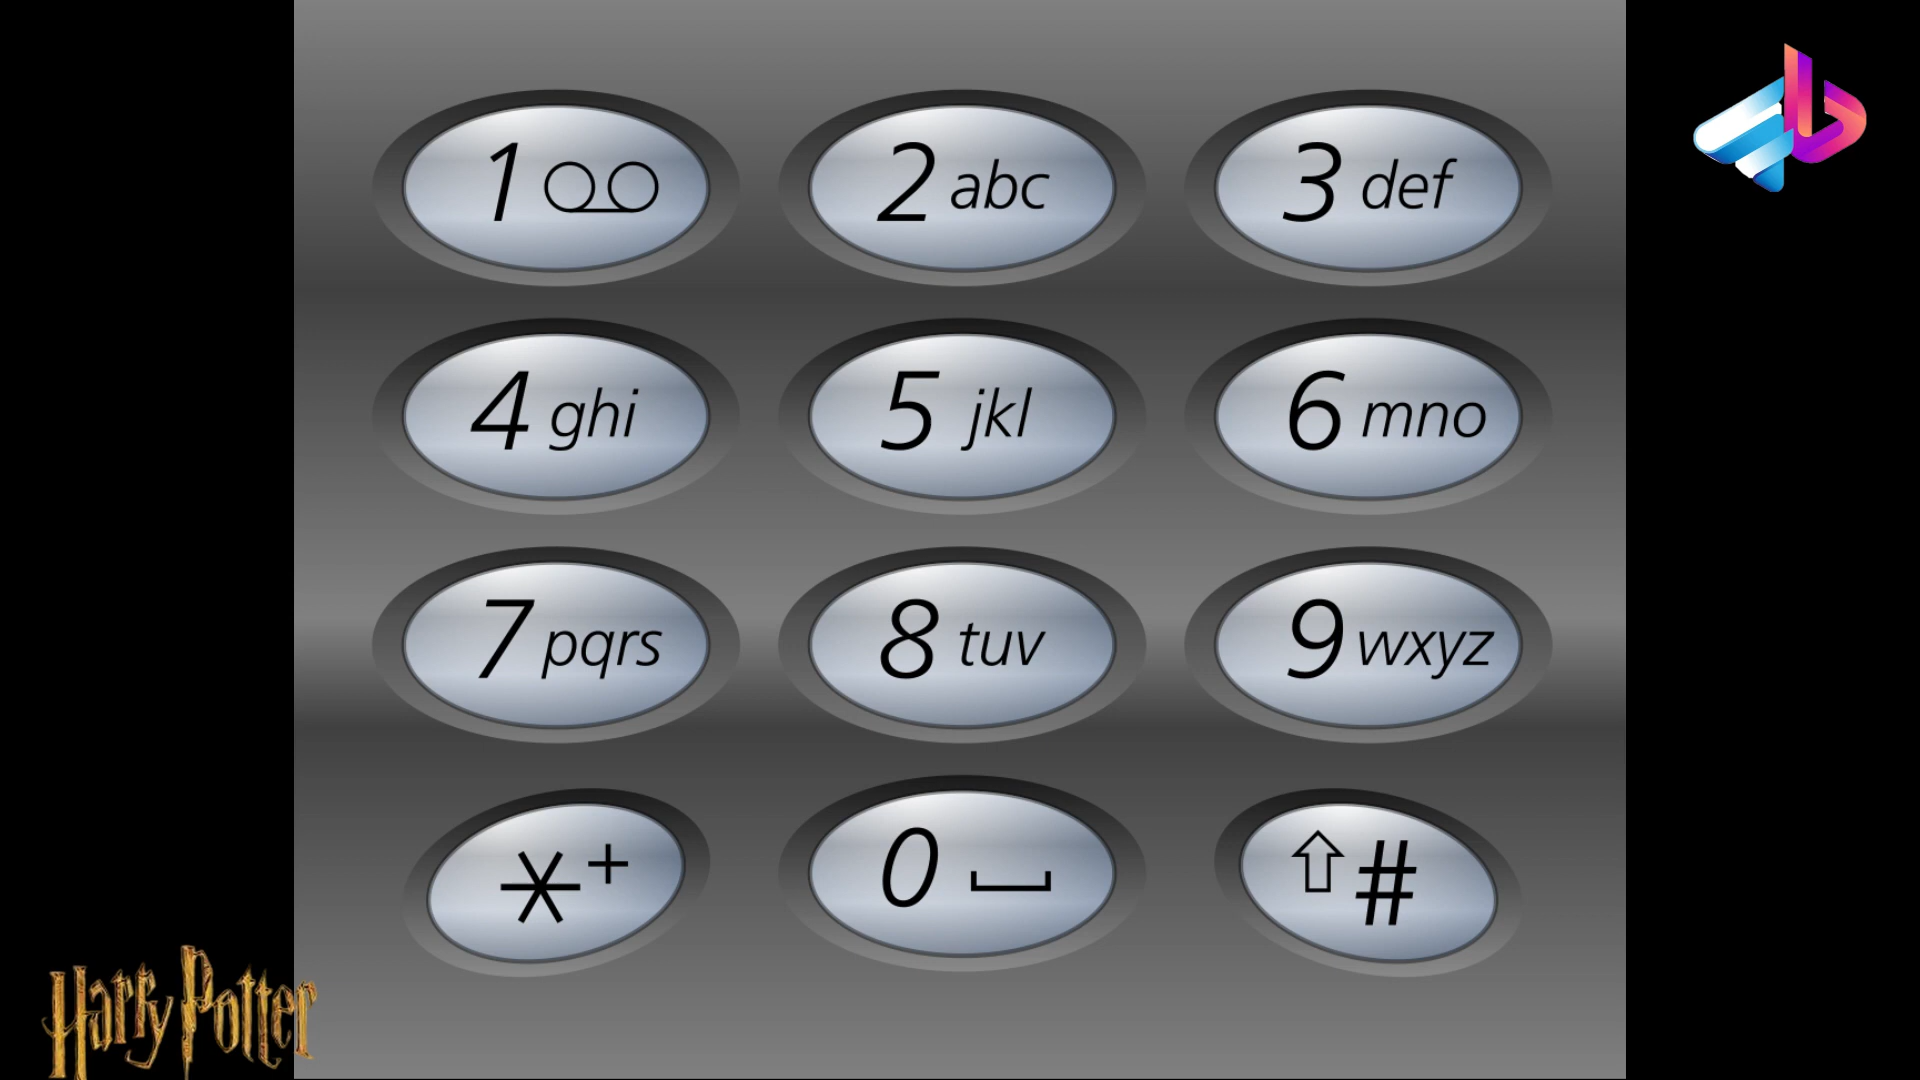 1
2 abc
3 def
4 ghi
5 jkl
6 mno
7 pqrs
8 tuv
9 wxyz
*+
0
⇧#
Harry Potter